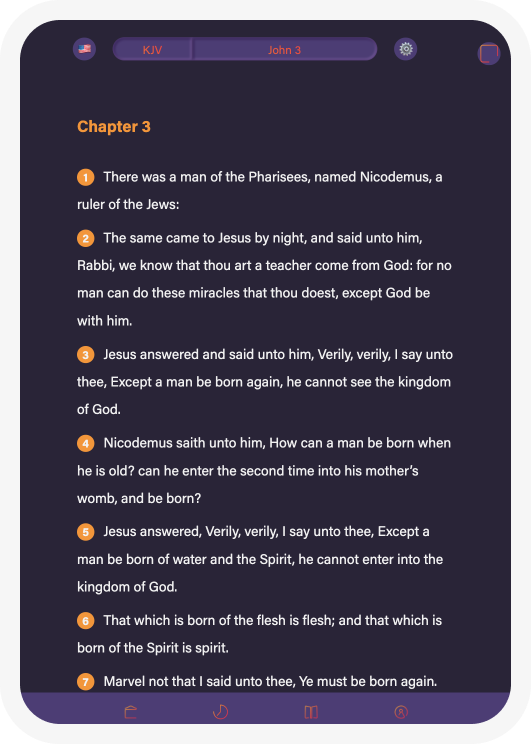 KJV John 3
Chapter 3
1 There was a man of the Pharisees, named Nicodemus, a
ruler of the Jews:
2 The same came to Jesus by night, and said unto him,
Rabbi, we know that thou art a teacher come from God: for no
man can do these miracles that thou doest, except God be
with him.
3 Jesus answered and said unto him, Verily, verily, I say unto
thee, Except a man be born again, he cannot see the kingdom
of God.
4 Nicodemus saith unto him, How can a man be born when
he is old? can he enter the second time into his mother’s
womb, and be born?
5 Jesus answered, Verily, verily, I say unto thee, Except a
man be born of water and the Spirit, he cannot enter into the
kingdom of God.
6 That which is born of the flesh is flesh; and that which is
born of the Spirit is spirit.
7 Marvel not that I said unto thee, Ye must be born again.